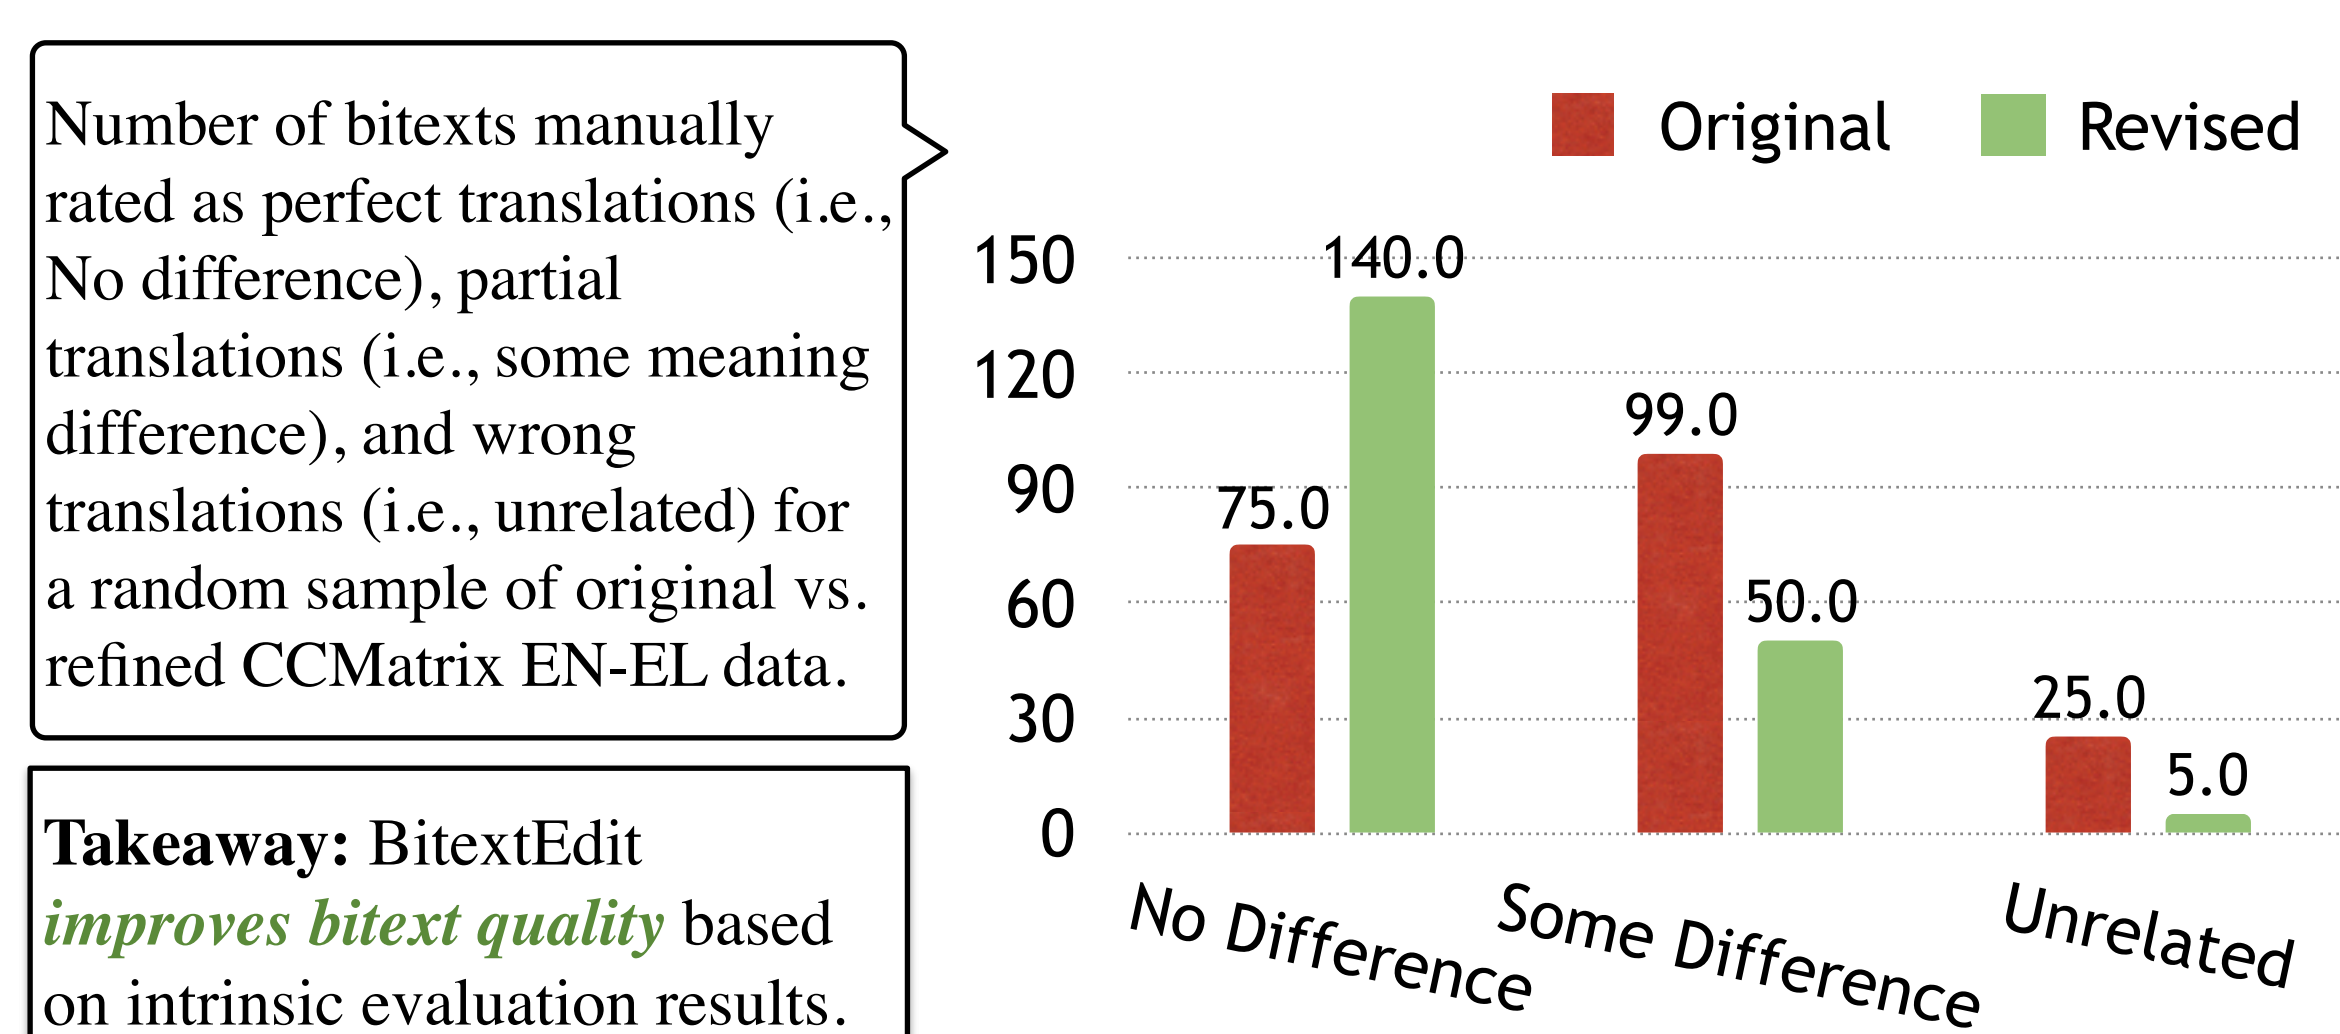 Number of bitexts manually
rated as perfect translations (i.e.,
No difference), partial
translations (i.e., some meaning
difference), and wrong
translations (i.e., unrelated) for
a random sample of original vs.
refined CCMatrix EN-EL data.
Takeaway: BitextEdit
improves bitext quality based
on intrinsic evaluation results.
Original Revised
150
120
90
60
30
0
140.0
75.0
99.0
50.0
25.0
5.0
No Difference
Some Difference
Unrelated